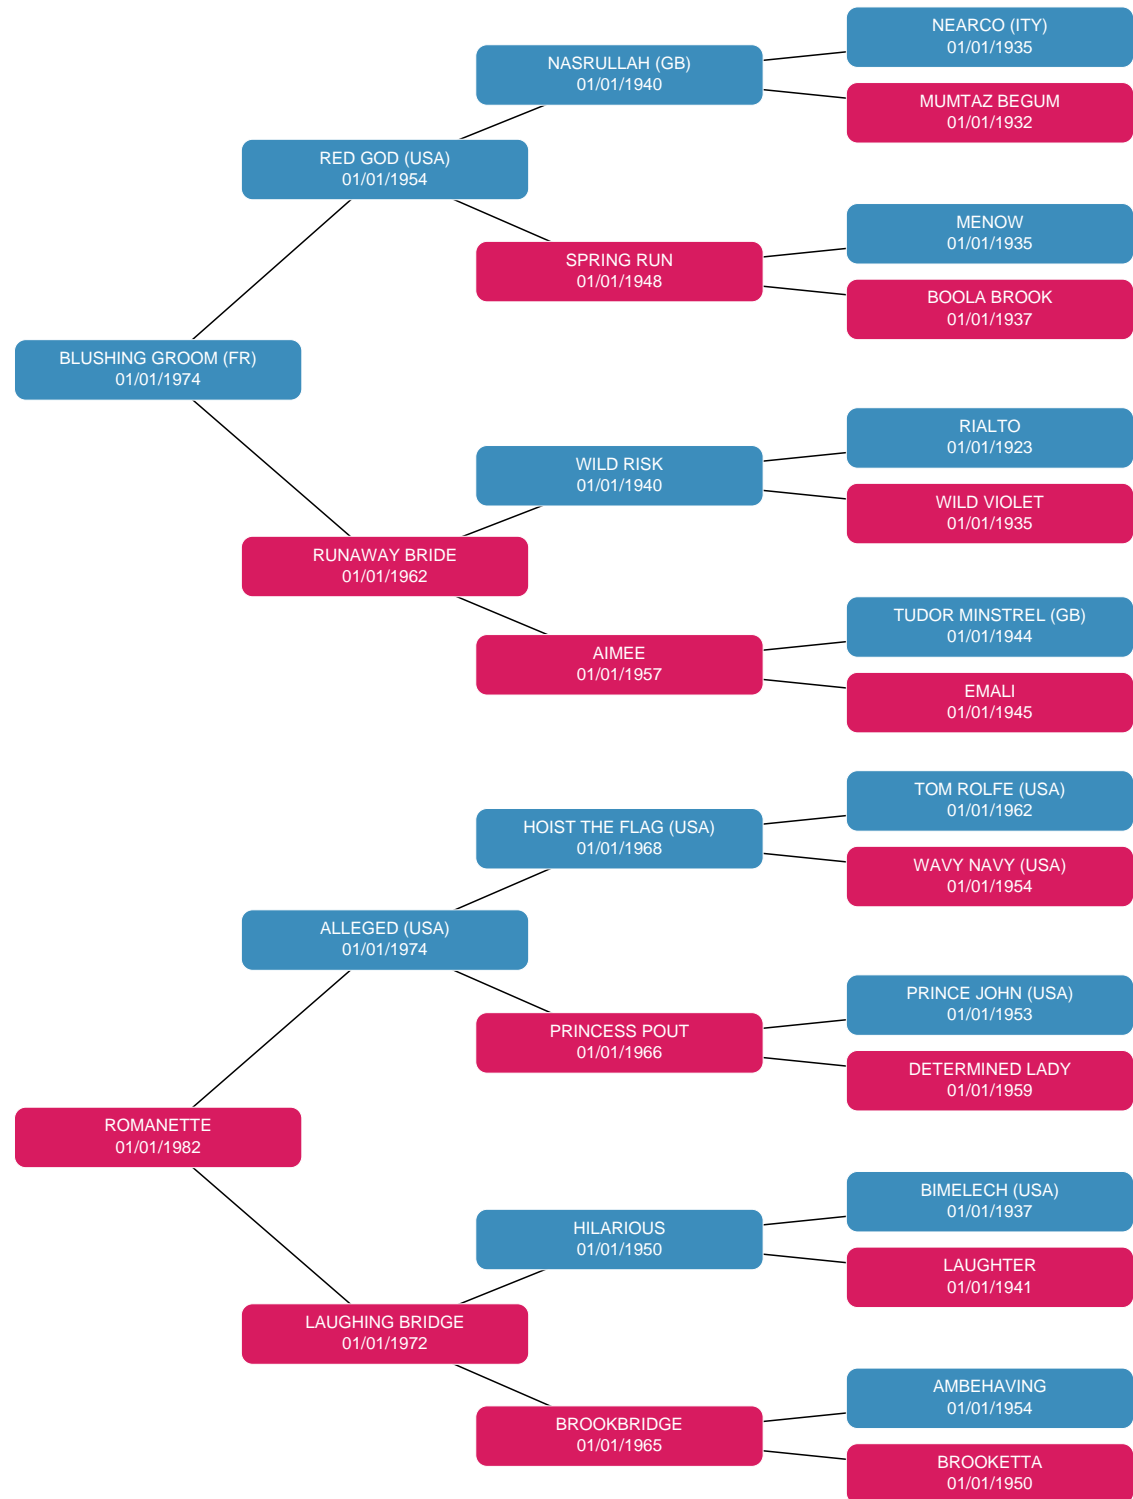 NEARCO (ITY)
01/01/1935
NASRULLAH (GB)
01/01/1940
MUMTAZ BEGUM
01/01/1932
RED GOD (USA)
01/01/1954
MENOW
01/01/1935
SPRING RUN
01/01/1948
BOOLA BROOK
01/01/1937
BLUSHING GROOM (FR)
01/01/1974
RIALTO
01/01/1923
WILD RISK
01/01/1940
WILD VIOLET
01/01/1935
RUNAWAY BRIDE
01/01/1962
TUDOR MINSTREL (GB)
01/01/1944
AIMEE
01/01/1957
EMALI
01/01/1945
TOM ROLFE (USA)
01/01/1962
HOIST THE FLAG (USA)
01/01/1968
WAVY NAVY (USA)
01/01/1954
ALLEGED (USA)
01/01/1974
PRINCE JOHN (USA)
01/01/1953
PRINCESS POUT
01/01/1966
DETERMINED LADY
01/01/1959
ROMANETTE
01/01/1982
BIMELECH (USA)
01/01/1937
HILARIOUS
01/01/1950
LAUGHTER
01/01/1941
LAUGHING BRIDGE
01/01/1972
AMBEHAVING
01/01/1954
BROOKBRIDGE
01/01/1965
BROOKETTA
01/01/1950